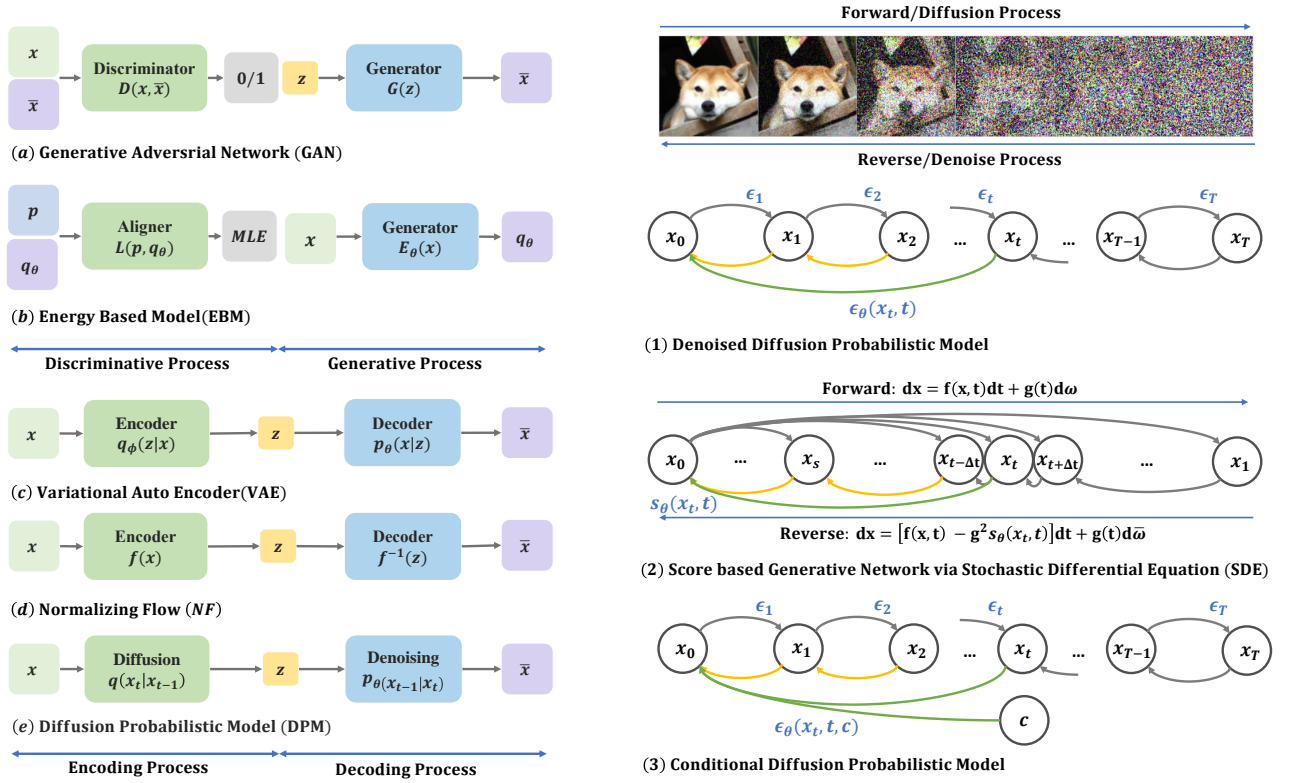 x
x̅
Discriminator
D(x, x̅)
0/1
z
Generator
G(z)
x̅
(a) Generative Adversrial Network (GAN)
p
q_θ
Aligner
L(p, q_θ)
MLE
x
Generator
E_θ(x)
q_θ
(b) Energy Based Model(EBM)
Discriminative Process
Generative Process
x
Encoder
q_ϕ(z|x)
z
Decoder
p_θ(x|z)
x̅
(c) Variational Auto Encoder(VAE)
x
Encoder
f(x)
z
Decoder
f⁻¹(z)
x̅
(d) Normalizing Flow (NF)
x
Diffusion
q(x_t|x_{t−1})
z
Denoising
p_θ(x_{t−1}|x_t)
x̅
(e) Diffusion Probabilistic Model (DPM)
Encoding Process
Decoding Process
Forward/Diffusion Process
Reverse/Denoise Process
ϵ_1
ϵ_2
ϵ_t
ϵ_T
x_0
x_1
x_2
...
x_t
...
x_{T−1}
x_T
ϵ_θ(x_t, t)
(1) Denoised Diffusion Probabilistic Model
Forward: dx = f(x, t)dt + g(t)dω
x_0
...
x_s
...
x_{t−Δt}
x_t
x_{t+Δt}
...
x_1
s_θ(x_t, t)
Reverse: dx = [f(x, t) − g²s_θ(x_t, t)]dt + g(t)dω̅
(2) Score based Generative Network via Stochastic Differential Equation (SDE)
ϵ_1
ϵ_2
ϵ_t
ϵ_T
x_0
x_1
x_2
...
x_t
...
x_{T−1}
x_T
ϵ_θ(x_t, t, c)
c
(3) Conditional Diffusion Probabilistic Model